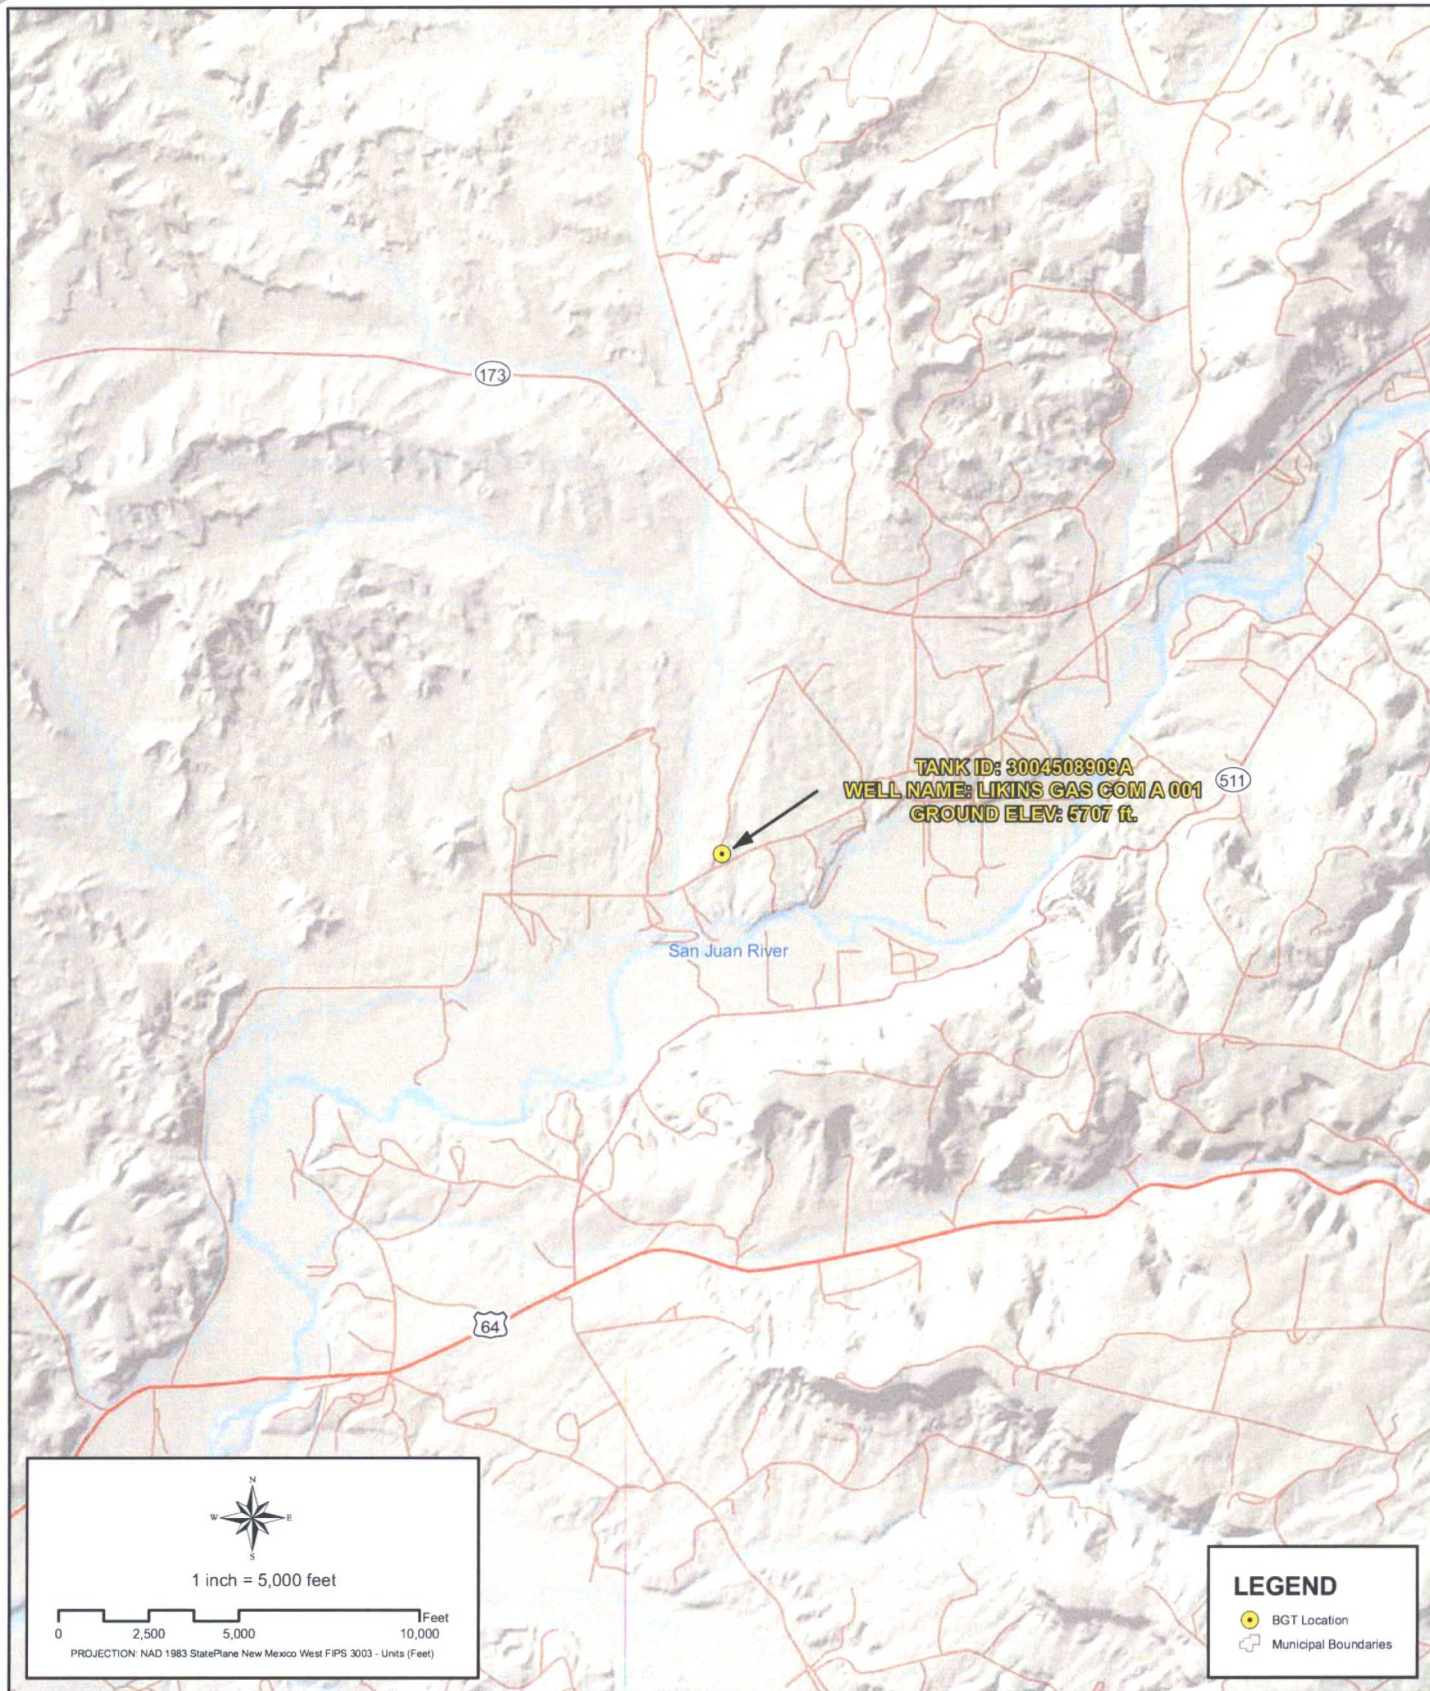 173
TANK ID: 3004508909A
WELL NAME: LIKINS GAS COM A 001
GROUND ELEV: 5707 ft.
511
San Juan River
64
N
W E
S
1 inch = 5,000 feet
Feet
0 2,500 5,000 10,000
PROJECTION: NAD 1983 StatePlane New Mexico West FIPS 3003 - Units (Feet)
LEGEND
BGT Location
Municipal Boundaries